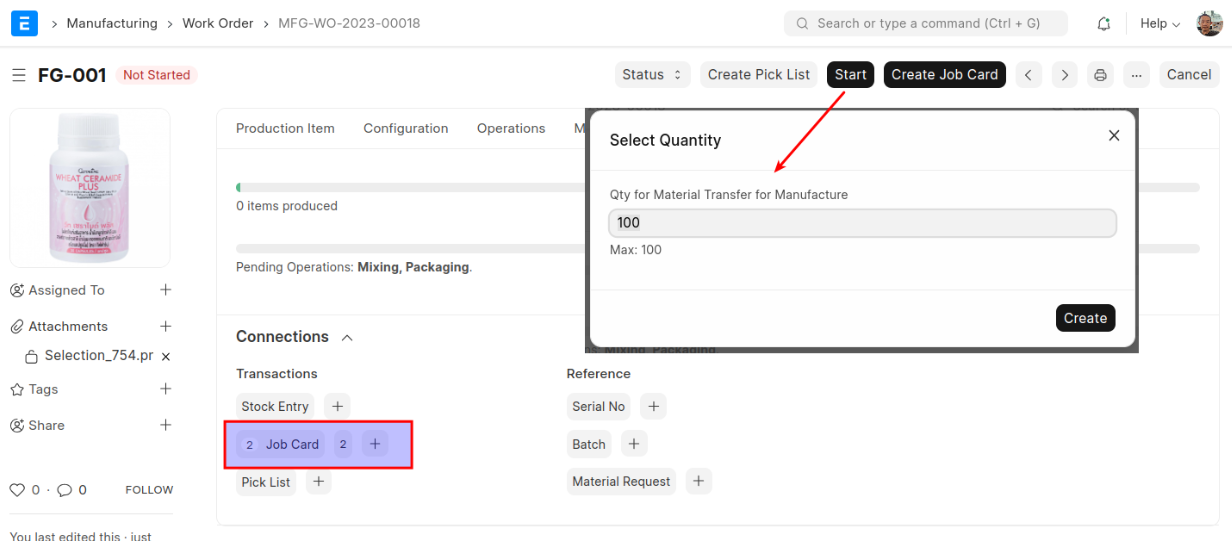 E
Manufacturing > Work Order > MFG-WO-2023-00018
Search or type a command (Ctrl + G)
Help
FG-001 Not Started
Status
Create Pick List
Start
Create Job Card
...
Cancel
WHEAT CERAMIDE
PLUS
Production Item
Configuration
Operations
M
0 items produced
Pending Operations: Mixing, Packaging.
Select Quantity
Qty for Material Transfer for Manufacture
100
Max: 100
Create
Mixing, Packaging.
Assigned To
Attachments
Selection_754.pr
Tags
Share
0 · 0 FOLLOW
You last edited this · just
Connections
Transactions
Stock Entry
2 Job Card 2
Pick List
Reference
Serial No
Batch
Material Request